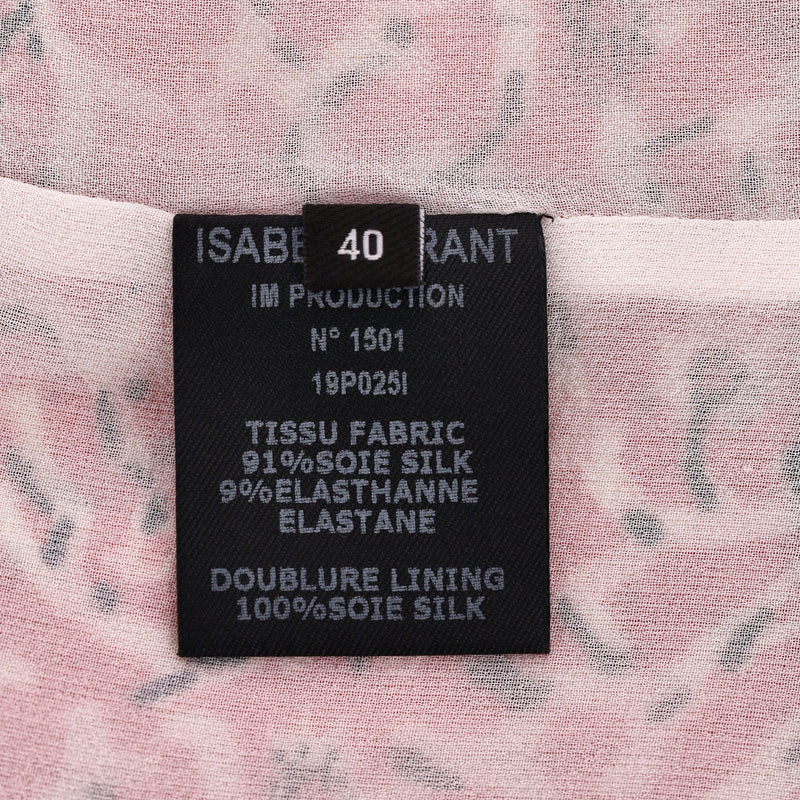 40
ISABE RANT
IM PRODUCTION
N° 1501
19P025I
TISSU FABRIC
91%SOIE SILK
9%ELASTHANNE
ELASTANE
DOUBLURE LINING
100%SOIE SILK